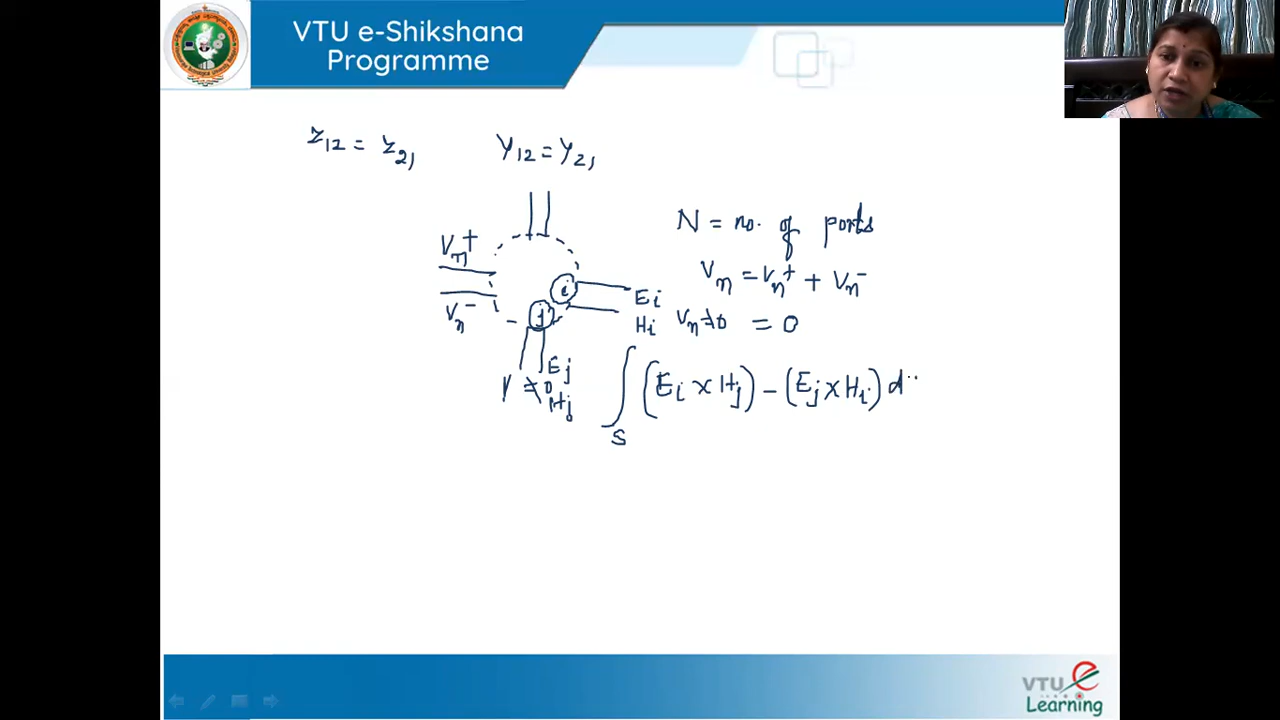 VTU e-Shikshana
Programme
Z12 = Z21
Y12 = Y21
N = no. of ports
Vn+
Vn = Vn+ + Vn-
i
Ei
Vn-
j
Hi
Vn ≠ 0 = 0
Ej
V ≠ 0
Hj
∫S (Ei × Hj) - (Ej × Hi) d
VTU e
Learning